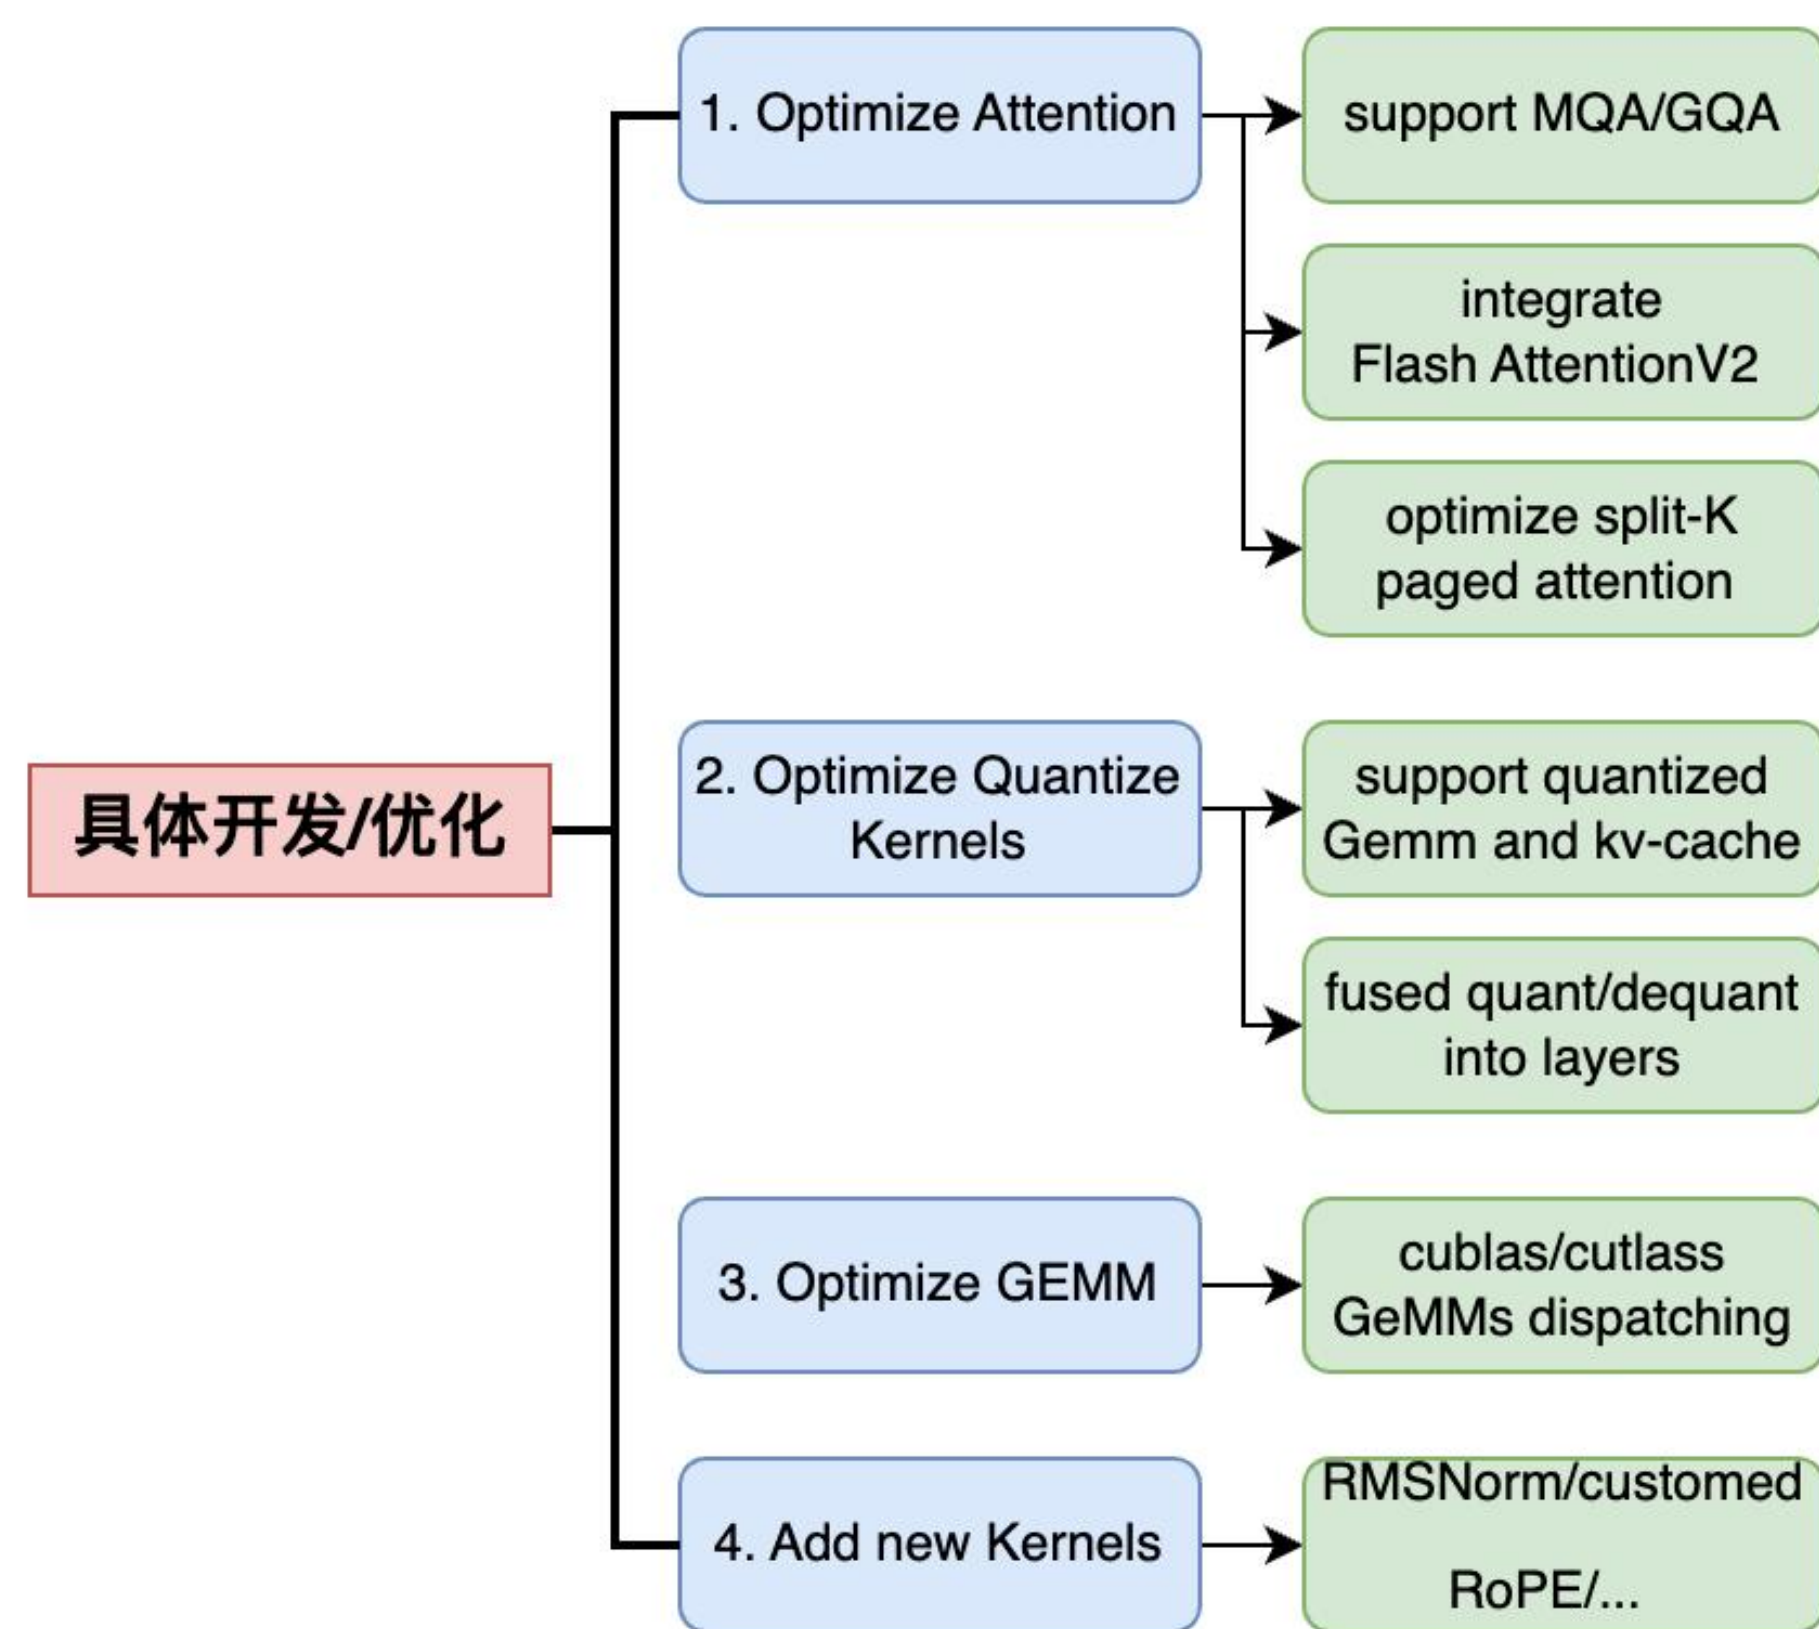 1. Optimize Attention
support MQA/GQA
integrate
Flash AttentionV2
optimize split-K
paged attention
具体开发/优化
2. Optimize Quantize
Kernels
support quantized
Gemm and kv-cache
fused quant/dequant
into layers
3. Optimize GEMM
cublas/cutlass
GeMMs dispatching
4. Add new Kernels
RMSNorm/customed
RoPE/...